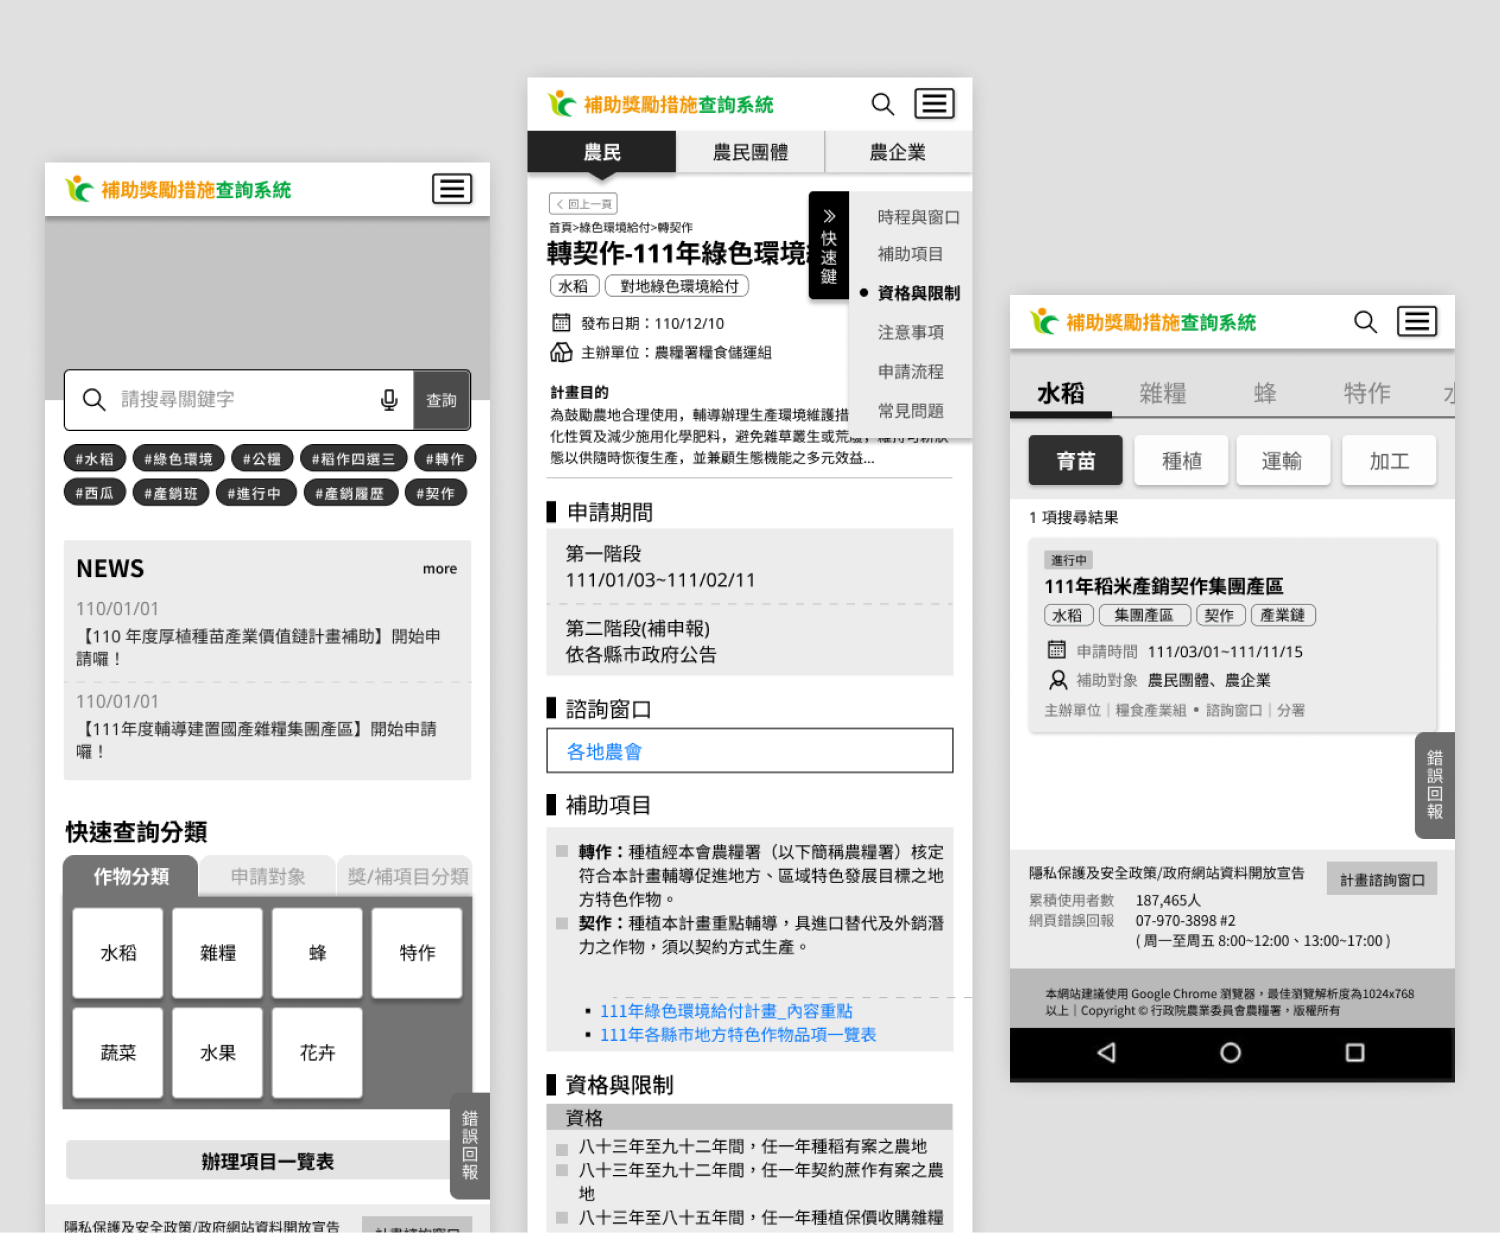 補助獎勵措施查詢系統
請搜尋關鍵字
查詢
#水稻 #綠色環境 #公糧 #稻作四選三 #轉作
#西瓜 #產銷班 #進行中 #產銷履歷 #契作
NEWS more
110/01/01
【110 年度厚植種苗產業價值鏈計畫補助】開始申
請囉！
110/01/01
【111年度輔導建置國產雜糧集團產區】開始申請
囉！
快速查詢分類
作物分類 申請對象 獎/補項目分類
水稻 雜糧 蜂 特作
蔬菜 水果 花卉
錯誤回報
辦理項目一覽表
隱私保護及安全政策/政府網站資料開放宣告
補助獎勵措施查詢系統
農民 農民團體 農企業
回上一頁
首頁>綠色環境給付>轉契作
轉契作-111年綠色環境
水稻 對地綠色環境給付
發布日期：110/12/10
主辦單位：農糧署糧食儲運組
快速鍵
時程與窗口
補助項目
資格與限制
注意事項
申請流程
常見問題
計畫目的
為鼓勵農地合理使用，輔導辦理生產環境維護措
化性質及減少施用化學肥料，避免雜草叢生或荒廢，維持可耕狀
態以供隨時恢復生產，並兼顧生態機能之多元效益...
申請期間
第一階段
111/01/03~111/02/11
第二階段(補申報)
依各縣市政府公告
諮詢窗口
各地農會
補助項目
轉作：種植經本會農糧署（以下簡稱農糧署）核定
符合本計畫輔導促進地方、區域特色發展目標之地
方特色作物。
契作：種植本計畫重點輔導，具進口替代及外銷潛
力之作物，須以契約方式生產。
111年綠色環境給付計畫_內容重點
111年各縣市地方特色作物品項一覽表
資格與限制
資格
八十三年至九十二年間，任一年種稻有案之農地
八十三年至九十二年間，任一年契約蔗作有案之農
地
八十三年至八十五年間，任一年種植保價收購雜糧
補助獎勵措施查詢系統
水稻 雜糧 蜂 特作
育苗 種植 運輸 加工
1 項搜尋結果
進行中
111年稻米產銷契作集團產區
水稻 集團產區 契作 產業鏈
申請時間 111/03/01~111/11/15
補助對象 農民團體、農企業
主辦單位｜糧食產業組 • 諮詢窗口｜分署
錯誤回報
隱私保護及安全政策/政府網站資料開放宣告
計畫諮詢窗口
累積使用者數 187,465人
網頁錯誤回報 07-970-3898 #2
( 周一至周五 8:00~12:00、13:00~17:00 )
本網站建議使用 Google Chrome 瀏覽器，最佳瀏覽解析度為1024x768
以上｜Copyright © 行政院農業委員會農糧署，版權所有